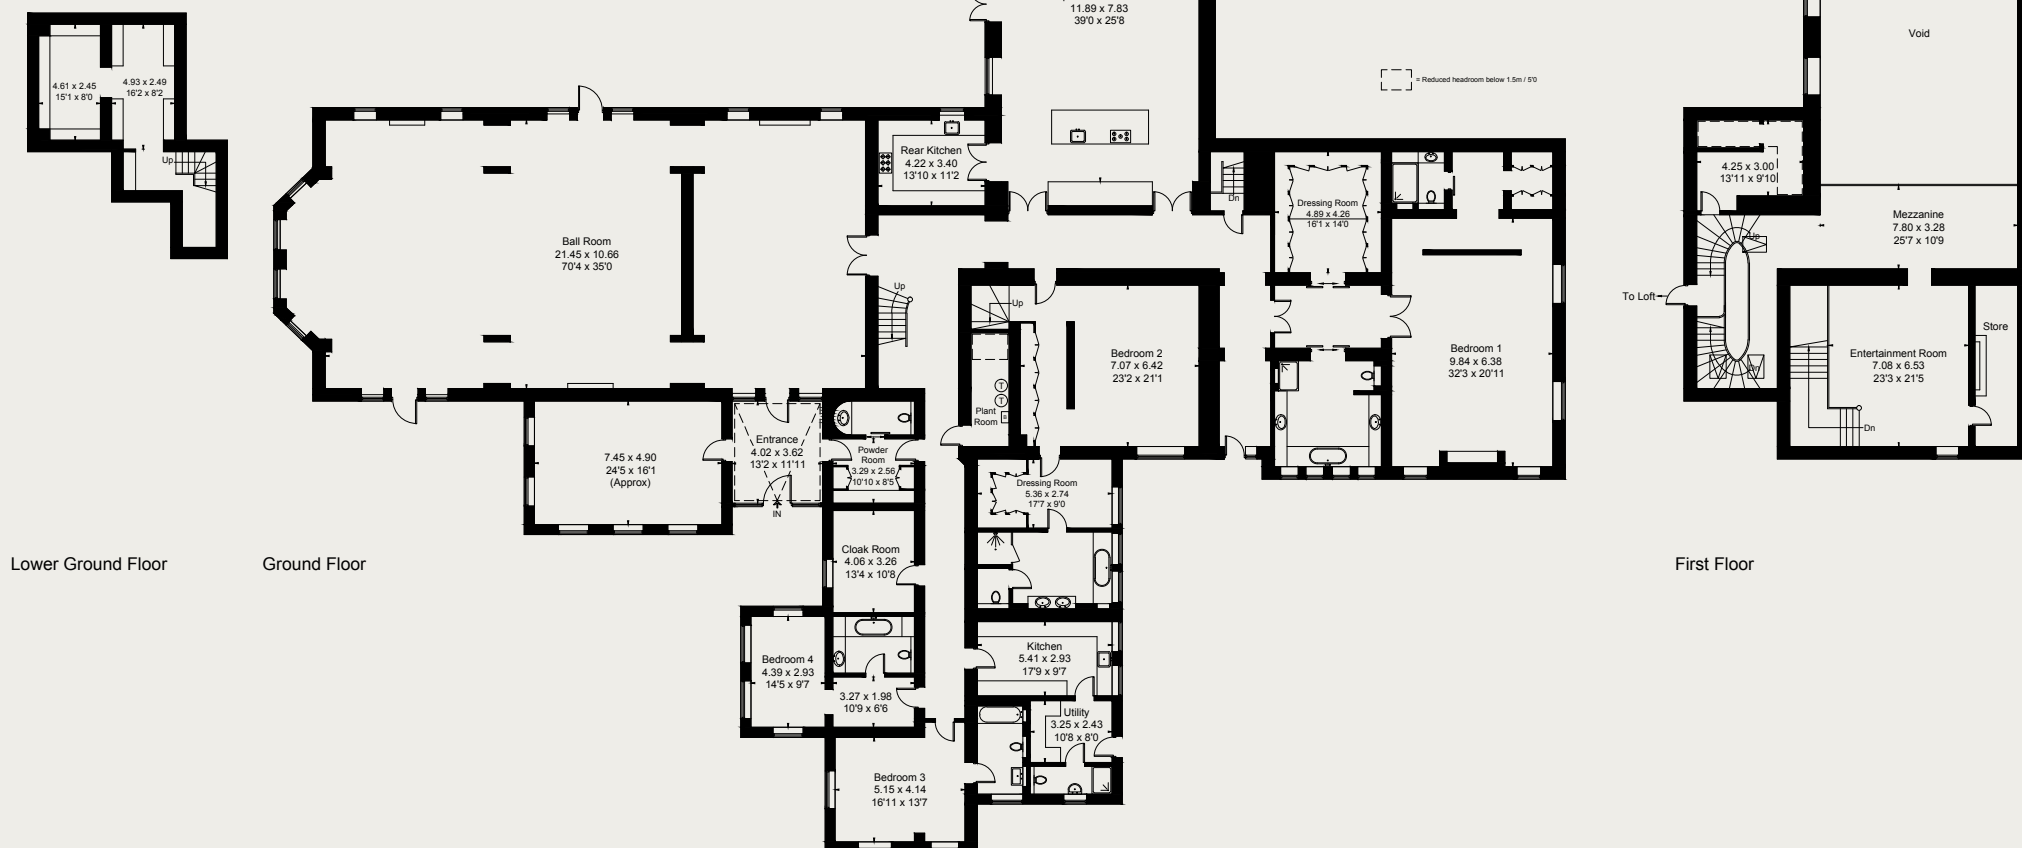 11.89 x 7.83
39'0 x 25'8
Void
= Reduced headroom below 1.5m / 5'0
4.61 x 2.45
15'1 x 8'0
4.93 x 2.49
16'2 x 8'2
Up
Rear Kitchen
4.22 x 3.40
13'10 x 11'2
Dn
Dressing Room
4.89 x 4.26
16'1 x 14'0
4.25 x 3.00
13'11 x 9'10
Mezzanine
7.80 x 3.28
25'7 x 10'9
Up
Ball Room
21.45 x 10.66
70'4 x 35'0
Up
Up
To Loft
Bedroom 2
7.07 x 6.42
23'2 x 21'1
Bedroom 1
9.84 x 6.38
32'3 x 20'11
Store
Entertainment Room
7.08 x 6.53
23'3 x 21'5
Dn
Dn
T
T
B
Plant
Room
Entrance
4.02 x 3.62
13'2 x 11'11
Powder
Room
3.29 x 2.56
10'10 x 8'5
7.45 x 4.90
24'5 x 16'1
(Approx)
IN
Dressing Room
5.36 x 2.74
17'7 x 9'0
Cloak Room
4.06 x 3.26
13'4 x 10'8
Lower Ground Floor
Ground Floor
First Floor
Bedroom 4
4.39 x 2.93
14'5 x 9'7
Kitchen
5.41 x 2.93
17'9 x 9'7
3.27 x 1.98
10'9 x 6'6
Utility
3.25 x 2.43
10'8 x 8'0
Bedroom 3
5.15 x 4.14
16'11 x 13'7